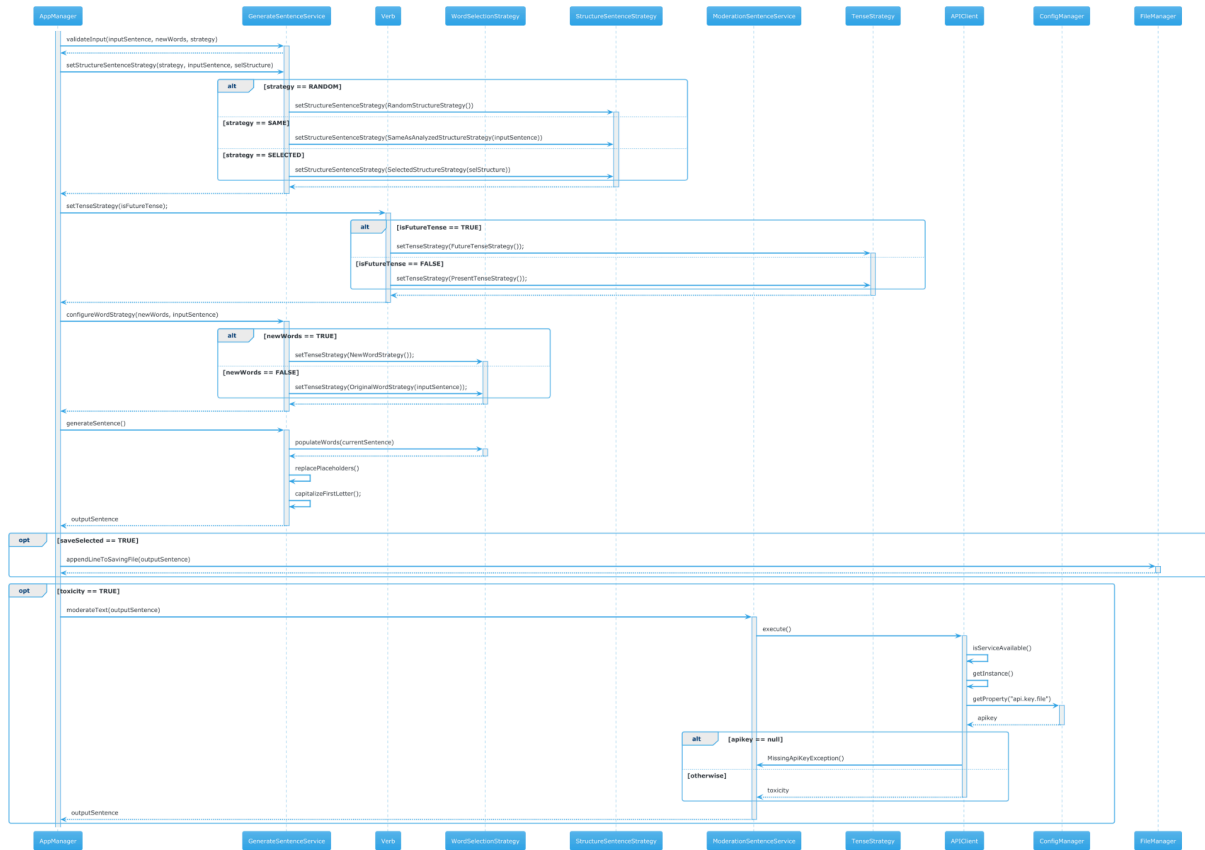 AppManager
GenerateSentenceService
Verb
WordSelectionStrategy
StructureSentenceStrategy
ModerationSentenceService
TenseStrategy
APIClient
ConfigManager
FileManager
validateInput(inputSentence, newWords, strategy)
setStructureSentenceStrategy(strategy, inputSentence, selStructure)
alt
[strategy == RANDOM]
setStructureSentenceStrategy(RandomStructureStrategy())
[strategy == SAME]
setStructureSentenceStrategy(SameAsAnalyzedStructureStrategy(inputSentence))
[strategy == SELECTED]
setStructureSentenceStrategy(SelectedStructureStrategy(selStructure))
setTenseStrategy(isFutureTense);
alt
[isFutureTense == TRUE]
setTenseStrategy(FutureTenseStrategy());
[isFutureTense == FALSE]
setTenseStrategy(PresentTenseStrategy());
configureWordStrategy(newWords, inputSentence)
alt
[newWords == TRUE]
setTenseStrategy(NewWordStrategy());
[newWords == FALSE]
setTenseStrategy(OriginalWordStrategy(inputSentence));
generateSentence()
populateWords(currentSentence)
replacePlaceholders()
capitalizeFirstLetter();
outputSentence
opt
[saveSelected == TRUE]
appendLineToSavingFile(outputSentence)
opt
[toxicity == TRUE]
moderateText(outputSentence)
execute()
isServiceAvailable()
getInstance()
getProperty("api.key.file")
apikey
alt
[apikey == null]
MissingApiKeyException()
[otherwise]
toxicity
outputSentence
AppManager
GenerateSentenceService
Verb
WordSelectionStrategy
StructureSentenceStrategy
ModerationSentenceService
TenseStrategy
APIClient
ConfigManager
FileManager